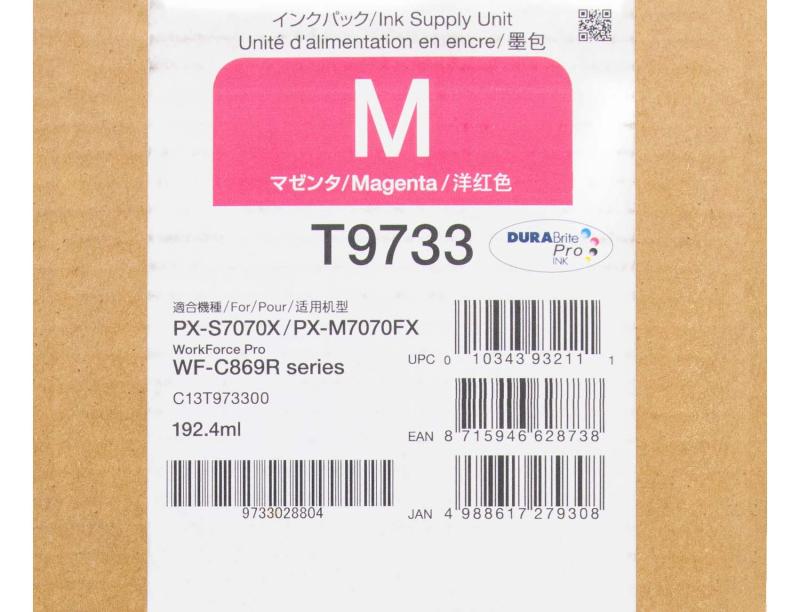 インクパック/Ink Supply Unit
Unité d'alimentation en encre/墨包
M
マゼンタ/Magenta/洋红色
T9733
DURABrite
Pro
INK
適合機種/For/Pour/适用机型
PX-S7070X/PX-M7070FX
WorkForce Pro
WF-C869R series
C13T973300
192.4ml
9733028804
UPC 0 10343 93211 1
EAN 8 715946 628738
JAN 4 988617 279308